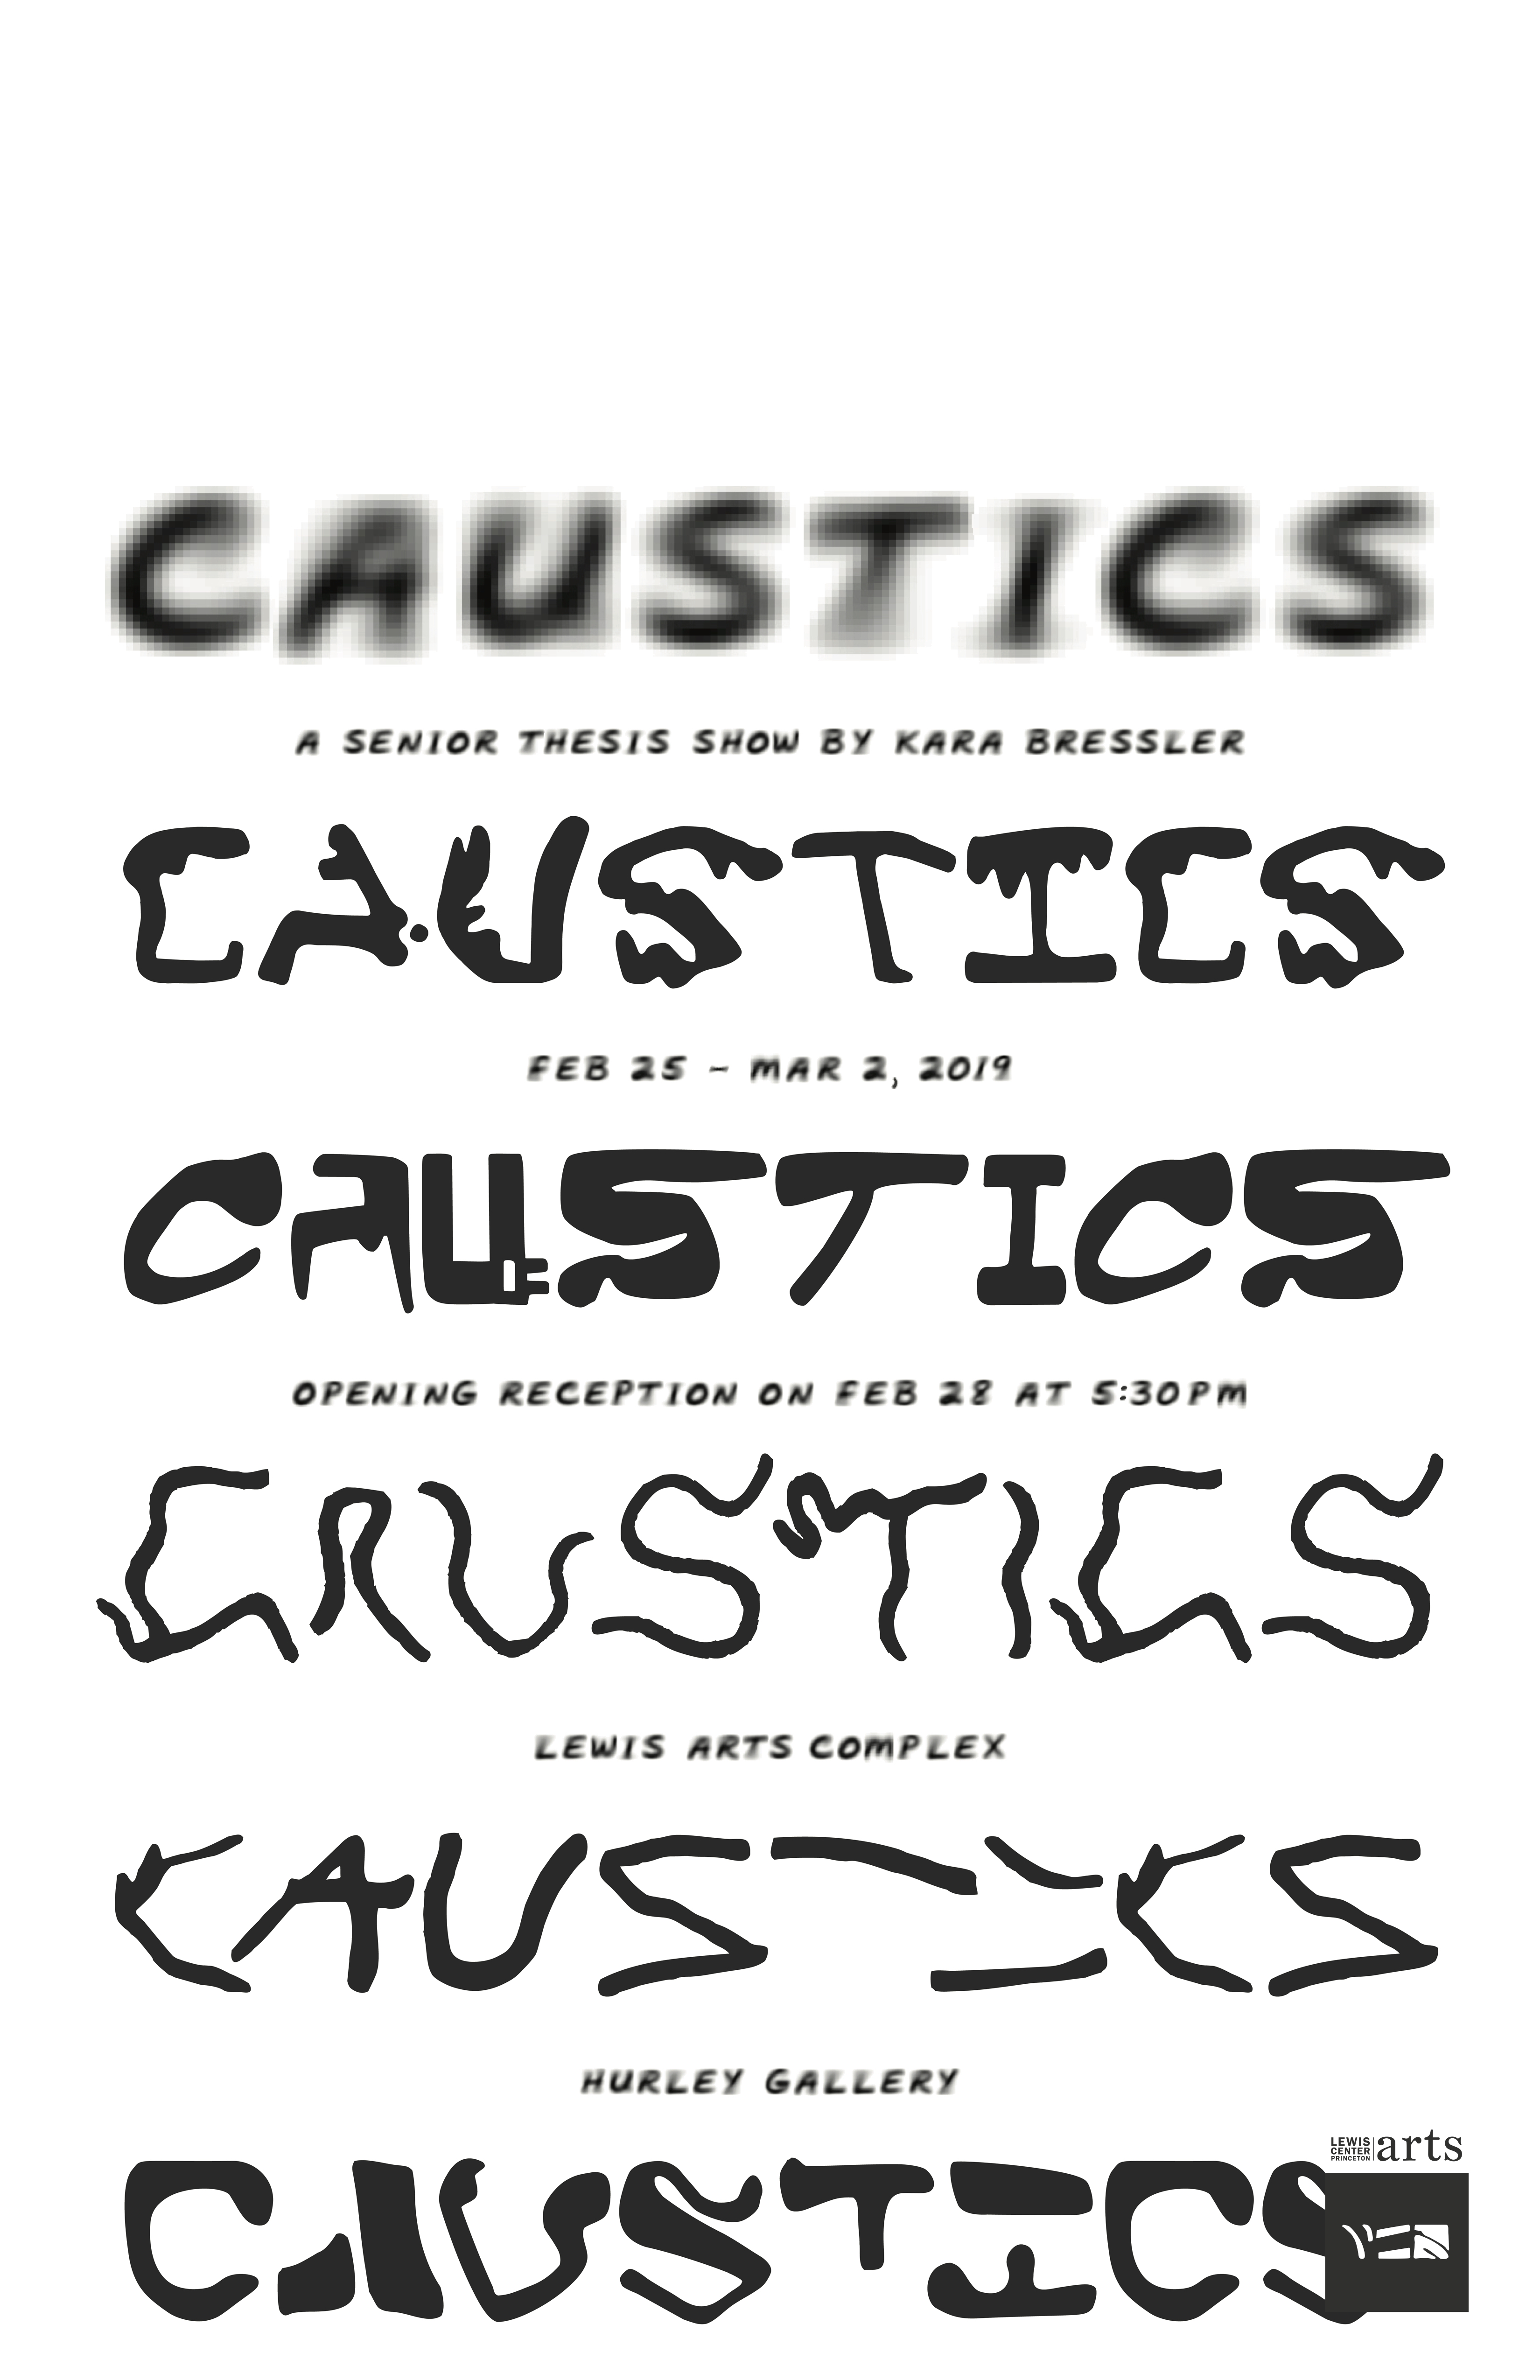 CAUSTICS
A SENIOR THESIS SHOW BY KARA BRESSLER
CAUSTICS
FEB 25 - MAR 2, 2019
CAUSTICS
OPENING RECEPTION ON FEB 28 AT 5:30PM
CAUSTICS
LEWIS ARTS COMPLEX
CAUSTICS
HURLEY GALLERY
LEWIS CENTER PRINCETON arts
CAUSTICS